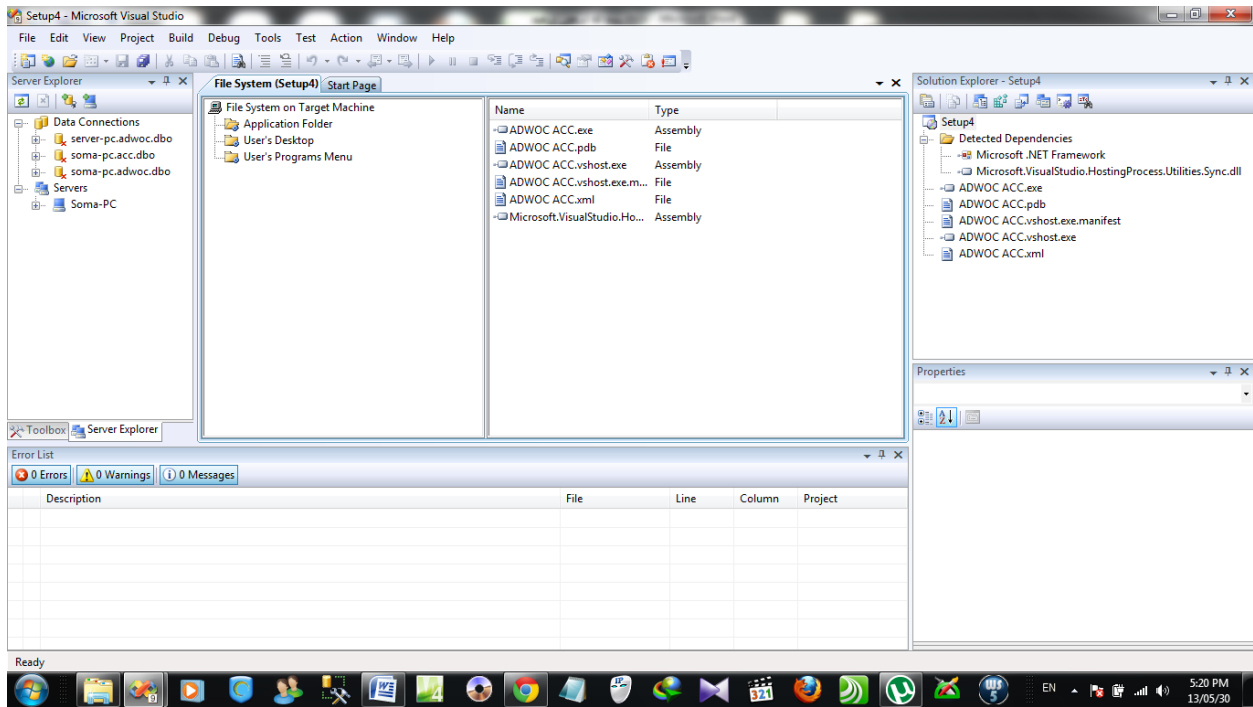 Setup4 - Microsoft Visual Studio
File Edit View Project Build Debug Tools Test Action Window Help
Server Explorer
Data Connections
server-pc.adwoc.dbo
soma-pc.acc.dbo
soma-pc.adwoc.dbo
Servers
Soma-PC
Toolbox Server Explorer
File System (Setup4) Start Page
File System on Target Machine
Application Folder
User's Desktop
User's Programs Menu
Name Type
ADWOC ACC.exe Assembly
ADWOC ACC.pdb File
ADWOC ACC.vshost.exe Assembly
ADWOC ACC.vshost.exe.m... File
ADWOC ACC.xml File
Microsoft.VisualStudio.Ho... Assembly
Solution Explorer - Setup4
Setup4
Detected Dependencies
Microsoft .NET Framework
Microsoft.VisualStudio.HostingProcess.Utilities.Sync.dll
ADWOC ACC.exe
ADWOC ACC.pdb
ADWOC ACC.vshost.exe.manifest
ADWOC ACC.vshost.exe
ADWOC ACC.xml
Properties
Error List
0 Errors 0 Warnings 0 Messages
Description File Line Column Project
Ready
9
4
IP
321
WS
5
EN
5:20 PM
13/05/30